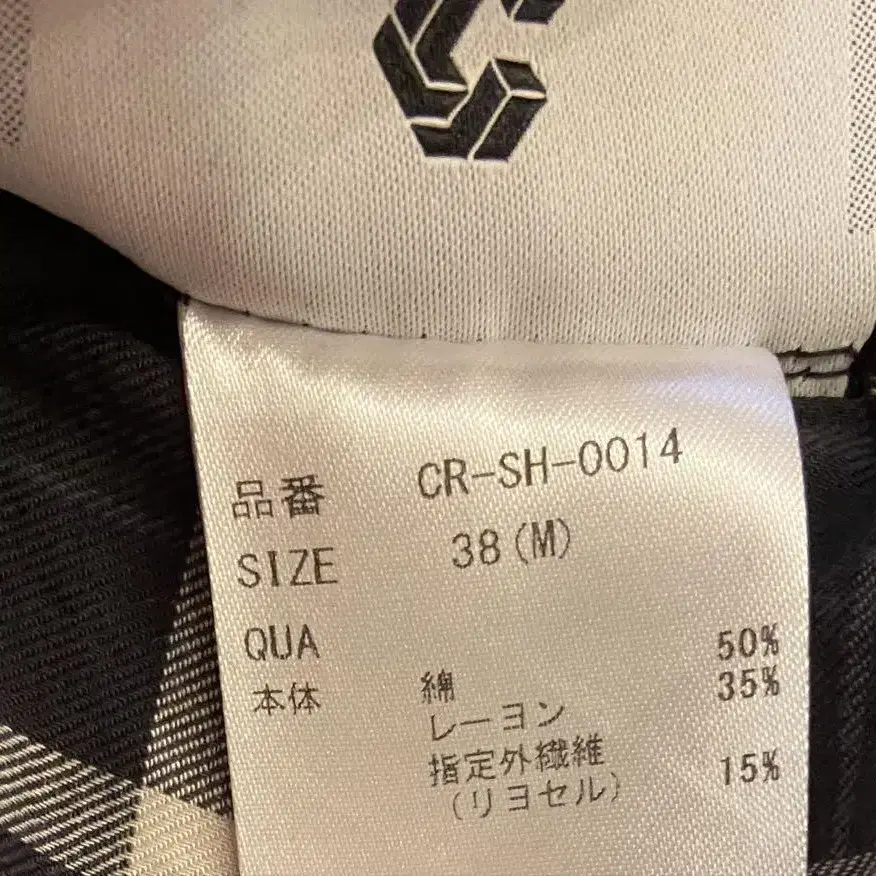 品番 CR-SH-0014
SIZE 38(M)
QUA
本体 綿 50%
レーヨン 35%
指定外繊維 15%
(リヨセル)